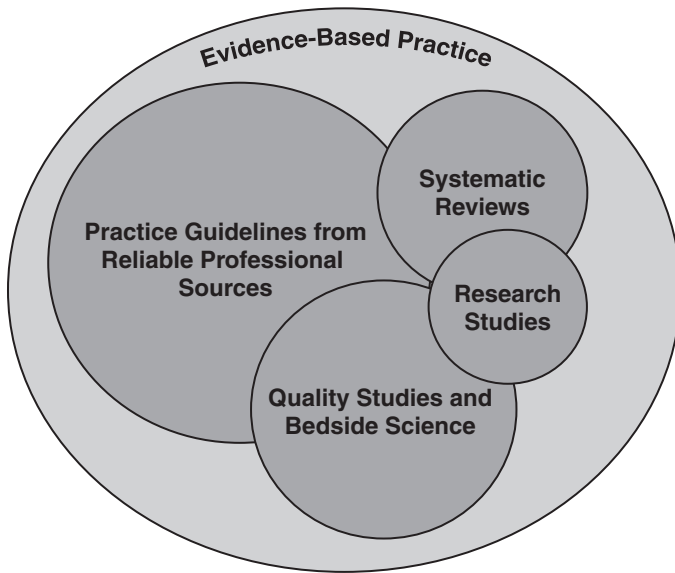 Evidence-Based Practice
Systematic
Reviews
Practice Guidelines from
Reliable Professional
Sources
Research
Studies
Quality Studies and
Bedside Science